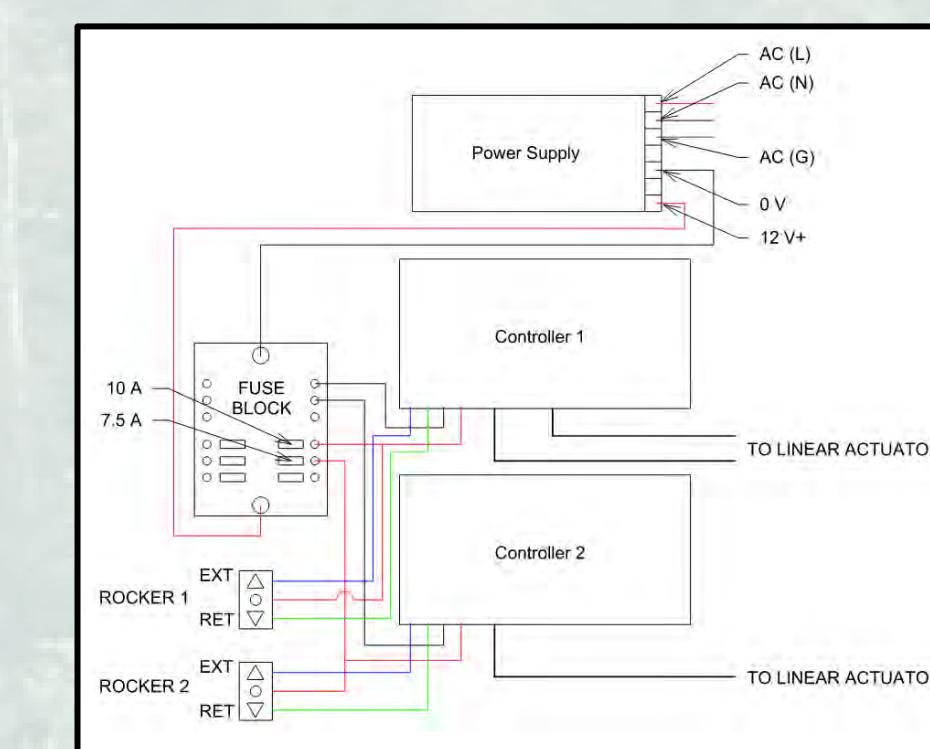 AC (L)
AC (N)
Power Supply
AC (G)
0 V
12 V+
Controller 1
10 A
FUSE
BLOCK
7.5 A
TO LINEAR ACTUATO
Controller 2
EXT
ROCKER 1
RET
EXT
ROCKER 2
RET
TO LINEAR ACTUATO